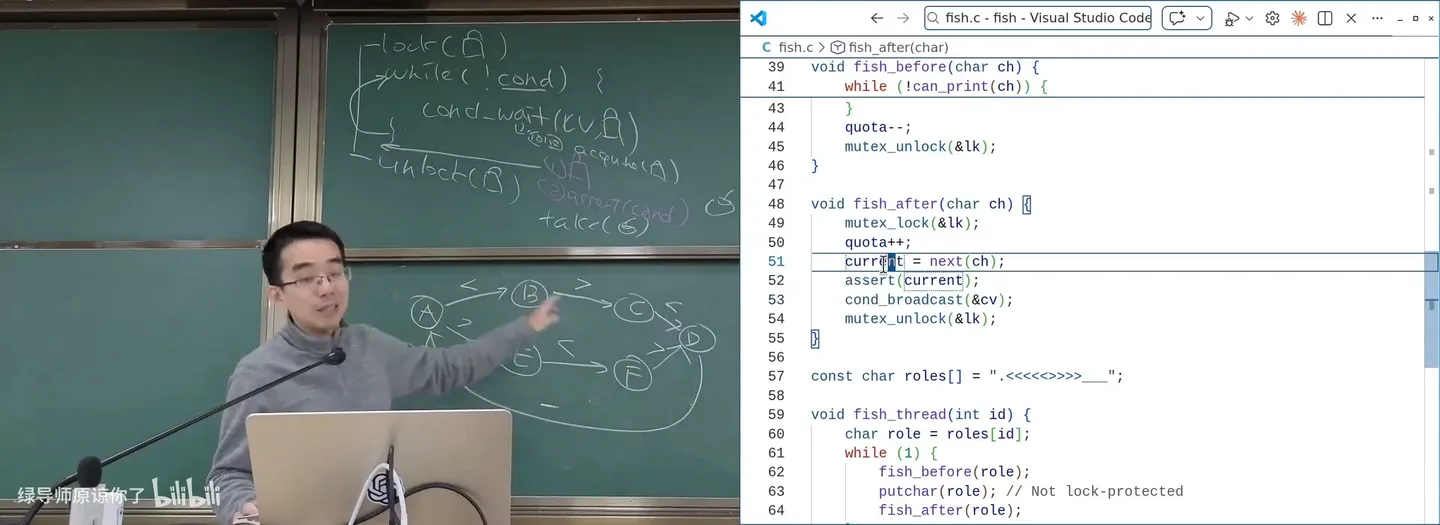 lock(
while( ! cond) {
cond_wait(cv,
acquire(
}
unlock(
(1)
(2) assert(cond)
take(
A
<
B
>
C
<
D
>
E
<
F
>
绿导师原谅你了 bilibili
fish.c - fish - Visual Studio Code
C fish.c > fish_after(char)
39 void fish_before(char ch) {
41 while (!can_print(ch)) {
43 }
44 quota--;
45 mutex_unlock(&lk);
46 }
47
48 void fish_after(char ch) {
49 mutex_lock(&lk);
50 quota++;
51 current = next(ch);
52 assert(current);
53 cond_broadcast(&cv);
54 mutex_unlock(&lk);
55 }
56
57 const char roles[] = ".<<<<<>>>>___";
58
59 void fish_thread(int id) {
60 char role = roles[id];
61 while (1) {
62 fish_before(role);
63 putchar(role); // Not lock-protected
64 fish_after(role);